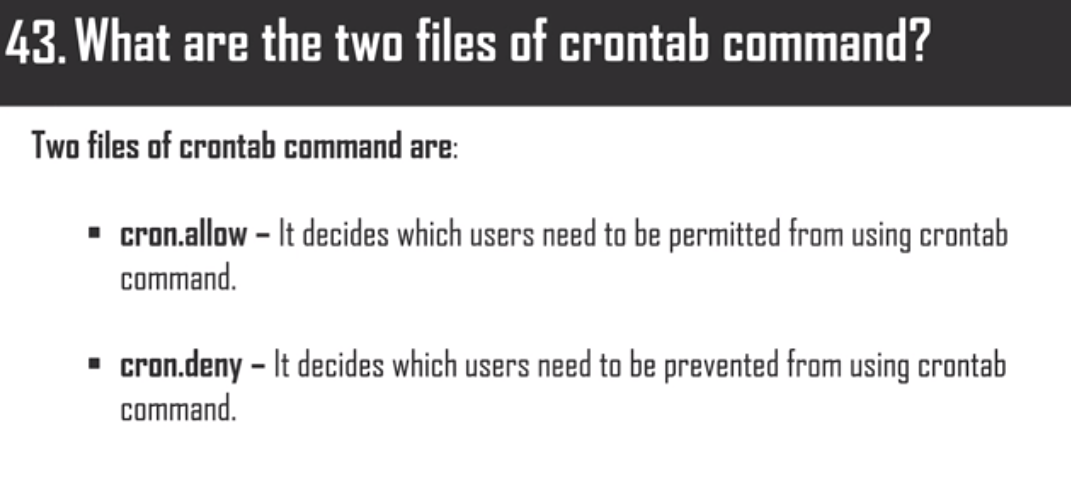 43. What are the two files of crontab command?
Two files of crontab command are:
▪ cron.allow – It decides which users need to be permitted from using crontab
command.
▪ cron.deny – It decides which users need to be prevented from using crontab
command.